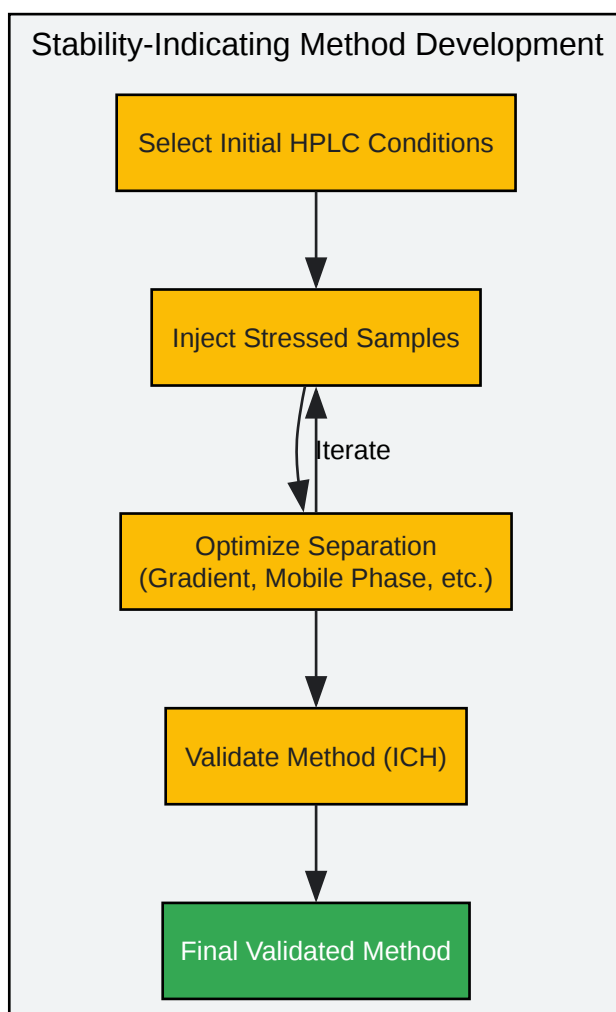 Stability-Indicating Method Development
Select Initial HPLC Conditions
Inject Stressed Samples
Iterate
Optimize Separation
(Gradient, Mobile Phase, etc.)
Validate Method (ICH)
Final Validated Method